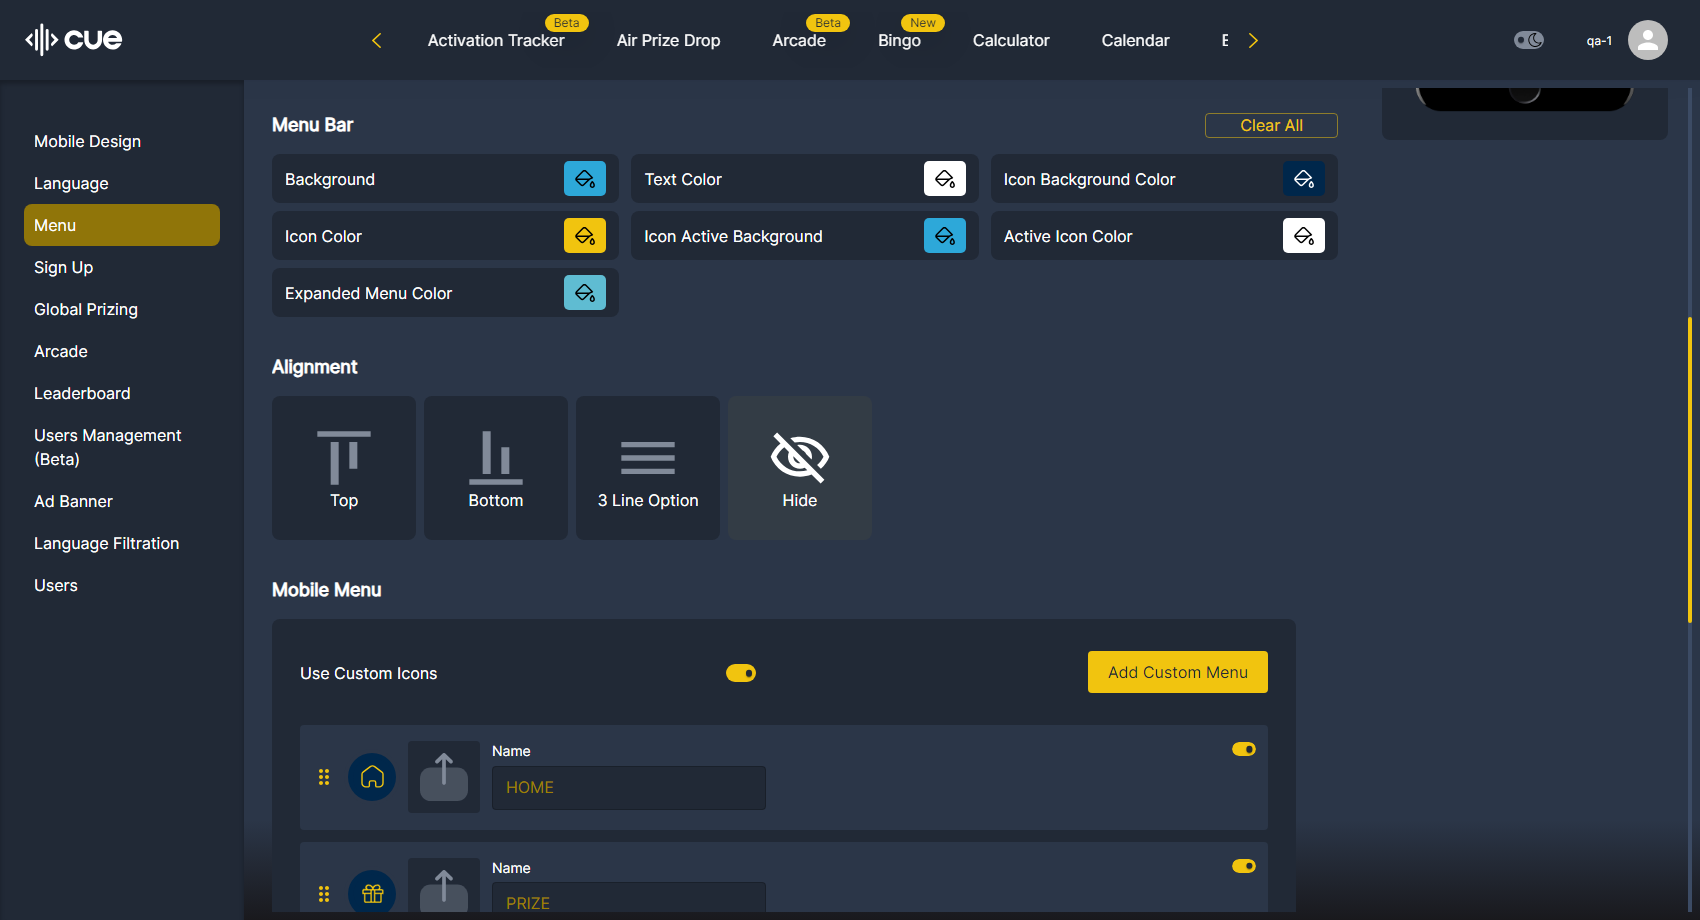 cue
Activation Tracker
Beta
Air Prize Drop
Arcade
Beta
Bingo
New
Calculator
Calendar
qa-1
Mobile Design
Language
Menu
Sign Up
Global Prizing
Arcade
Leaderboard
Users Management
(Beta)
Ad Banner
Language Filtration
Users
Menu Bar
Clear All
Background
Text Color
Icon Background Color
Icon Color
Icon Active Background
Active Icon Color
Expanded Menu Color
Alignment
Top
Bottom
3 Line Option
Hide
Mobile Menu
Use Custom Icons
Add Custom Menu
Name
HOME
Name
PRIZE